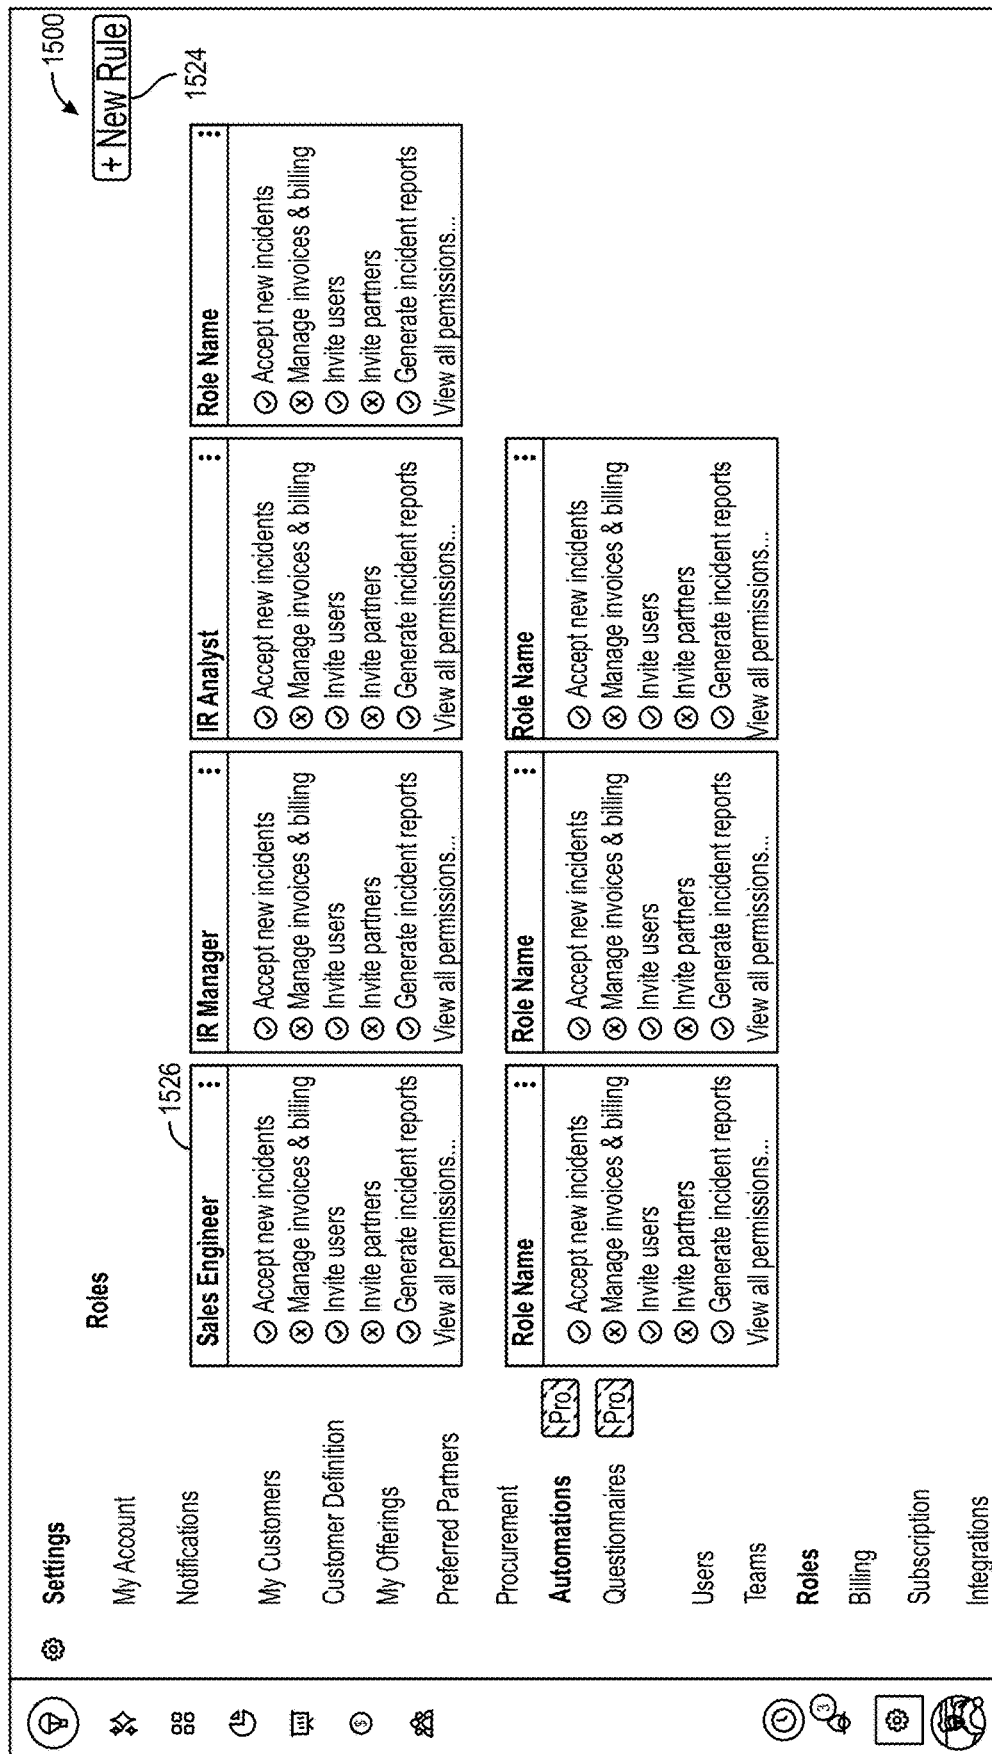 1500
+ New Rule
1524
Settings
My Account
Notifications
My Customers
Customer Definition
My Offerings
Preferred Partners
Procurement
Automations
Pro
Questionnaires
Pro
Users
Teams
Roles
Billing
Subscription
Integrations
3
Roles
1526
Sales Engineer
Accept new incidents
Manage invoices & billing
Invite users
Invite partners
Generate incident reports
View all permissions...
IR Manager
Accept new incidents
Manage invoices & billing
Invite users
Invite partners
Generate incident reports
View all permissions...
IR Analyst
Accept new incidents
Manage invoices & billing
Invite users
Invite partners
Generate incident reports
View all permissions...
Role Name
Accept new incidents
Manage invoices & billing
Invite users
Invite partners
Generate incident reports
View all pemissions...
Role Name
Accept new incidents
Manage invoices & billing
Invite users
Invite partners
Generate incident reports
View all permissions...
Role Name
Accept new incidents
Manage invoices & billing
Invite users
Invite partners
Generate incident reports
View all permissions...
Role Name
Accept new incidents
Manage invoices & billing
Invite users
Invite partners
Generate incident reports
View all permissions...